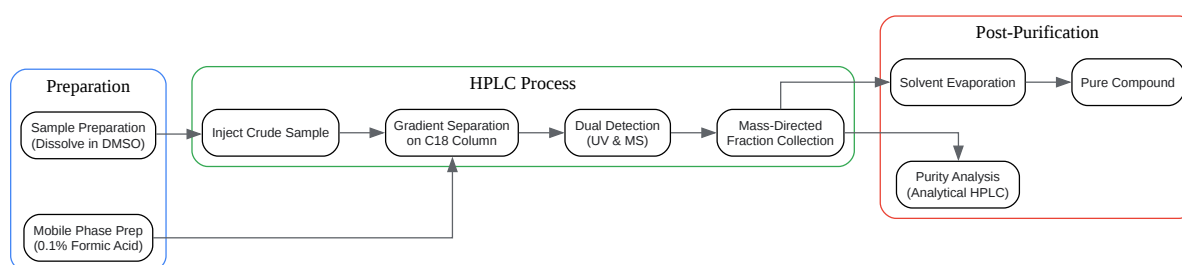 Preparation
Sample Preparation
(Dissolve in DMSO)
Mobile Phase Prep
(0.1% Formic Acid)
HPLC Process
Inject Crude Sample
Gradient Separation
on C18 Column
Dual Detection
(UV & MS)
Mass-Directed
Fraction Collection
Post-Purification
Solvent Evaporation
Pure Compound
Purity Analysis
(Analytical HPLC)